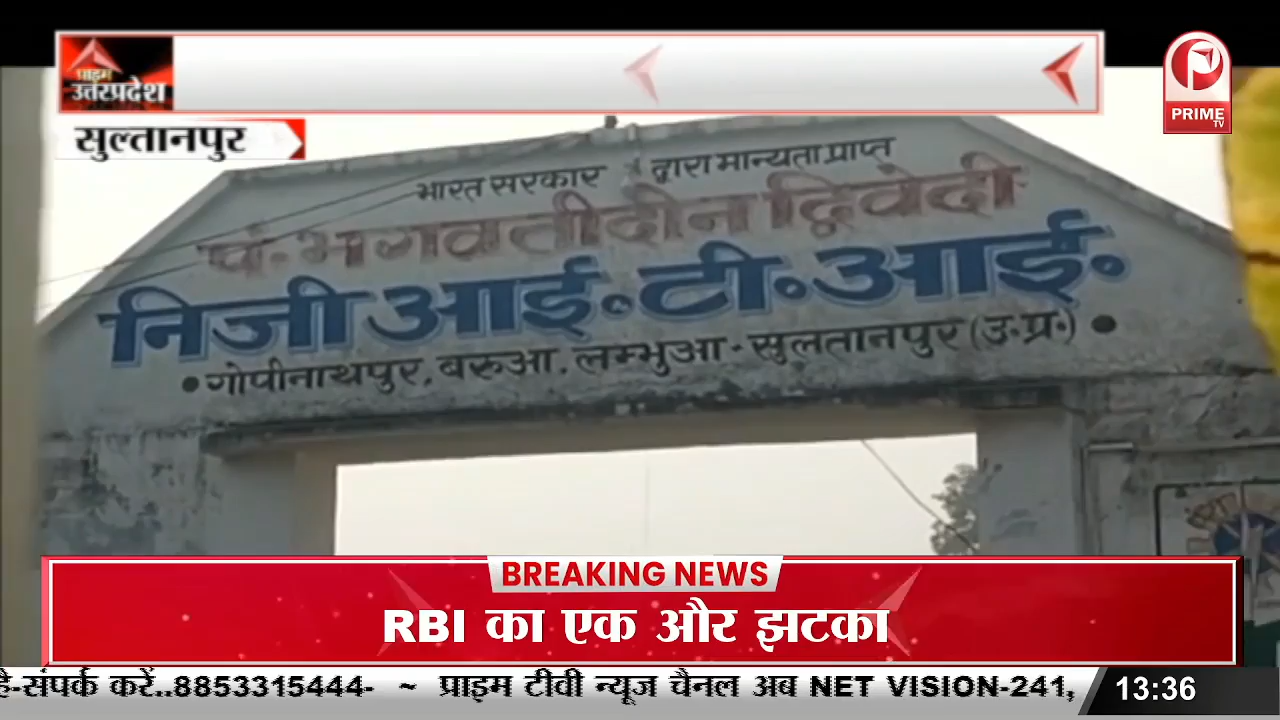 प्राइम
उत्तरप्रदेश
PRIME
TV
सुल्तानपुर
भारत सरकार द्वारा मान्यता प्राप्त
पं॰ भगवतीदीन द्विवेदी
निजी आई॰टी॰आई॰
•गोपीनाथपुर, बरुआ, लम्भुआ - सुलतानपुर (उ॰प्र॰) •
BREAKING NEWS
RBI का एक और झटका
है-संपर्क करें..8853315444- ~ प्राइम टीवी न्यूज चैनल अब NET VISION-241,
13:36